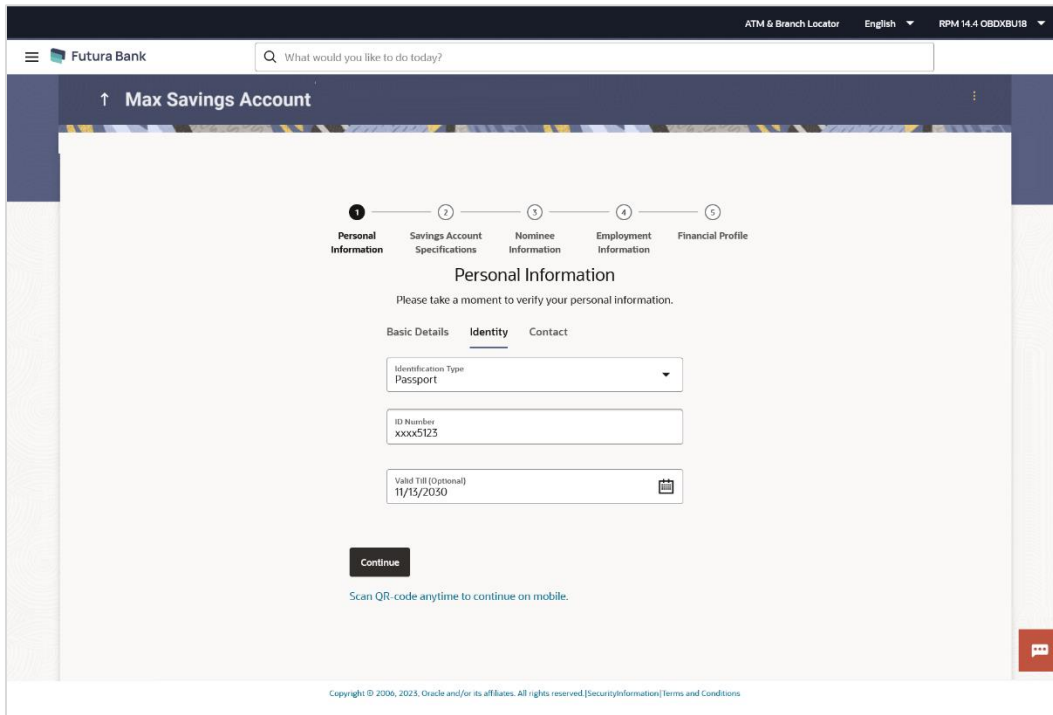 ATM & Branch Locator English RPM 14.4 OBDXBU18
Futura Bank What would you like to do today?
Max Savings Account
1 2 3 4 5
Personal Information Savings Account Specifications Nominee Information Employment Information Financial Profile
Personal Information
Please take a moment to verify your personal information.
Basic Details Identity Contact
Identification Type
Passport
ID Number
xxxx5123
Valid Till (Optional)
11/13/2030
Continue
Scan QR-code anytime to continue on mobile.
Copyright © 2006, 2023, Oracle and/or its affiliates. All rights reserved.|SecurityInformation|Terms and Conditions